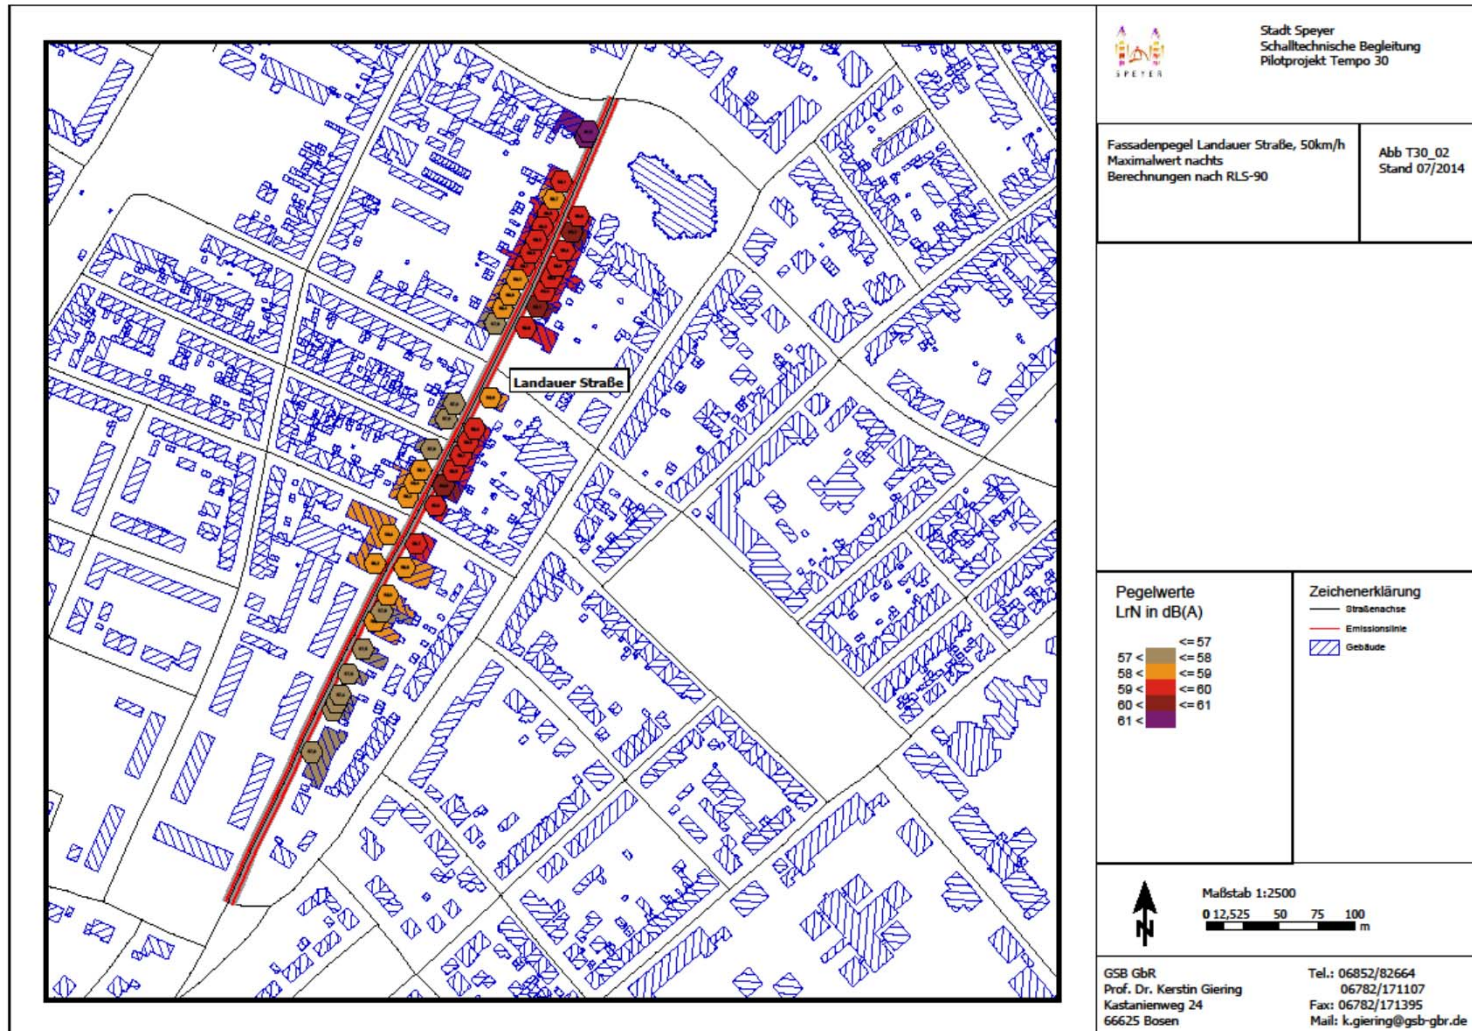 SPEYER
Stadt Speyer
Schalltechnische Begleitung
Pilotprojekt Tempo 30
Fassadenpegel Landauer Straße, 50km/h
Maximalwert nachts
Berechnungen nach RLS-90
Abb T30_02
Stand 07/2014
Landauer Straße
Pegelwerte
LrN in dB(A)
<= 57
57 < <= 58
58 < <= 59
59 < <= 60
60 < <= 61
61 <
Zeichenerklärung
Straßenachse
Emissionslinie
Gebäude
N
Maßstab 1:2500
0 12,525 50 75 100
m
GSB GbR
Prof. Dr. Kerstin Giering
Kastanienweg 24
66625 Bosen
Tel.: 06852/82664
06782/171107
Fax: 06782/171395
Mail: k.giering@gsb-gbr.de